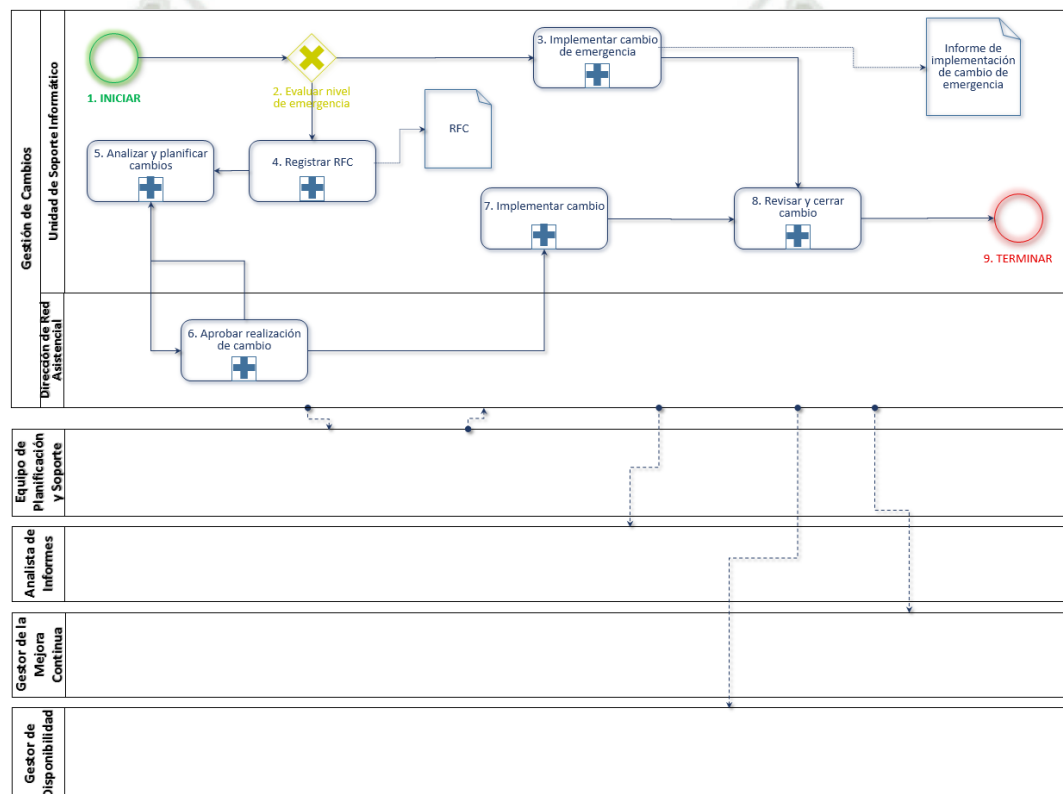 Gestión de Cambios
Unidad de Soporte Informático
1. INICIAR
2. Evaluar nivel
de emergencia
3. Implementar cambio
de emergencia
Informe de
implementación
de cambio de
emergencia
RFC
5. Analizar y planificar
cambios
4. Registrar RFC
7. Implementar cambio
8. Revisar y cerrar
cambio
9. TERMINAR
Dirección de Red
Asistencial
6. Aprobar realización
de cambio
Equipo de
Planificación
y Soporte
Analista de
Informes
Gestor de la
Mejora
Continua
Gestor de
Disponibilidad